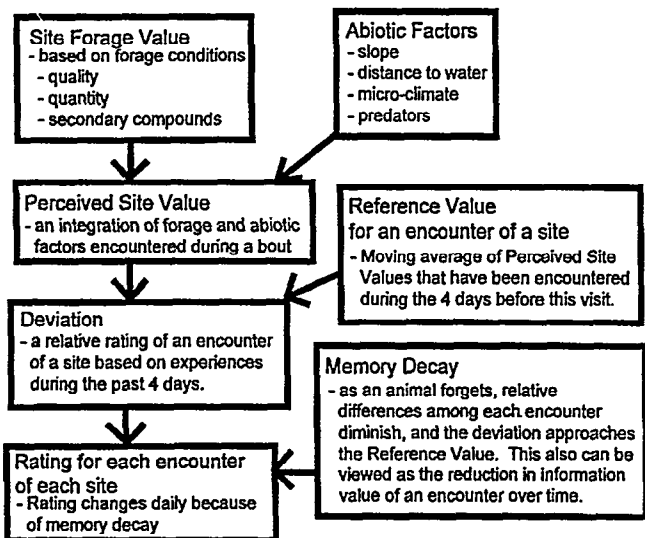 Site Forage Value
- based on forage conditions
- quality
- quantity
- secondary compounds
Abiotic Factors
- slope
- distance to water
- micro-climate
- predators
Perceived Site Value
- an integration of forage and abiotic
factors encountered during a bout
Reference Value
for an encounter of a site
- Moving average of Perceived Site
Values that have been encountered
during the 4 days before this visit.
Deviation
- a relative rating of an encounter
of a site based on experiences
during the past 4 days.
Memory Decay
- as an animal forgets, relative
differences among each encounter
diminish, and the deviation approaches
the Reference Value. This also can be
viewed as the reduction in information
value of an encounter over time.
Rating for each encounter
of each site
- Rating changes daily because
of memory decay